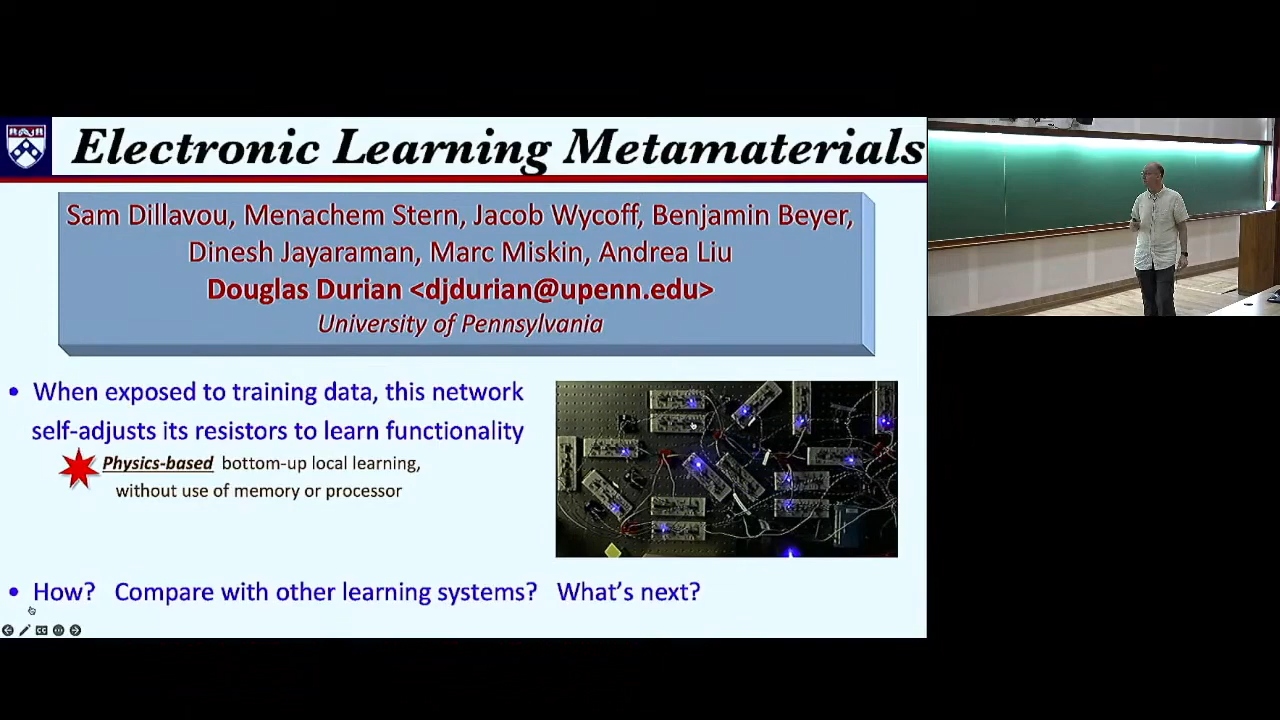 Electronic Learning Metamaterials
Sam Dillavou, Menachem Stern, Jacob Wycoff, Benjamin Beyer,
Dinesh Jayaraman, Marc Miskin, Andrea Liu
Douglas Durian <djdurian@upenn.edu>
University of Pennsylvania
• When exposed to training data, this network
self-adjusts its resistors to learn functionality
Physics-based bottom-up local learning,
without use of memory or processor
• How? Compare with other learning systems? What's next?